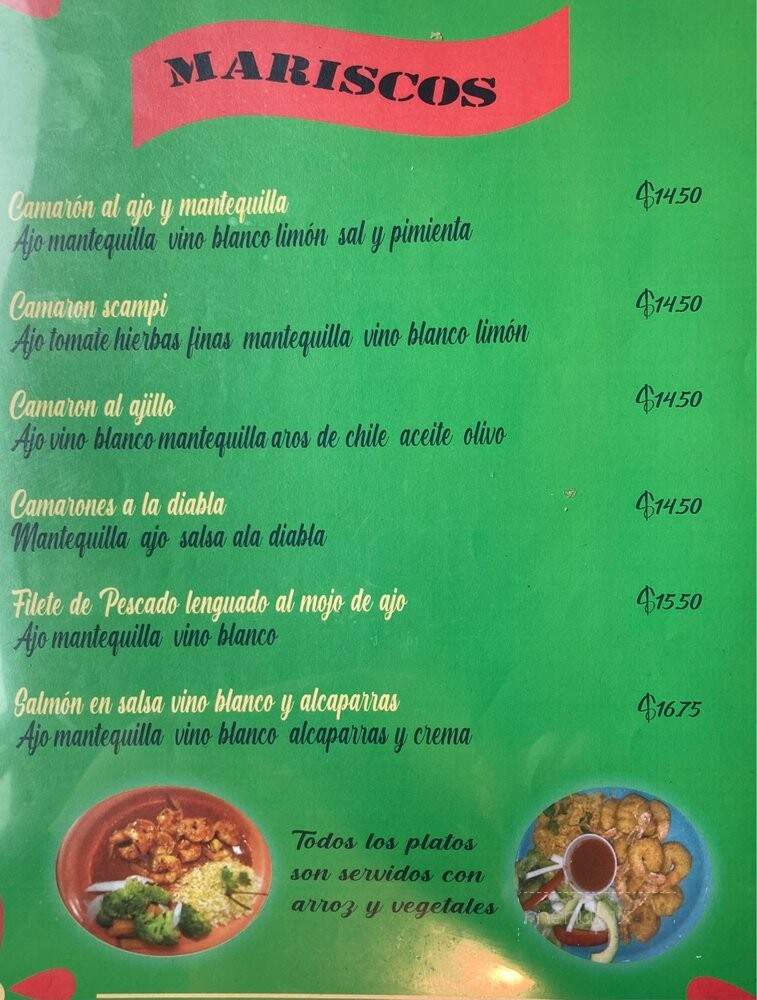 MARISCOS
Camarón al ajo y mantequilla $14.50
Ajo mantequilla vino blanco limón sal y pimienta
Camaron scampi $14.50
Ajo tomate hierbas finas mantequilla vino blanco limón
Camaron al ajillo $14.50
Ajo vino blanco mantequilla aros de chile aceite olivo
Camarones a la diabla $14.50
Mantequilla ajo salsa ala diabla
Filete de Pescado lenguado al mojo de ajo $15.50
Ajo mantequilla vino blanco
Salmón en salsa vino blanco y alcaparras $16.75
Ajo mantequilla vino blanco alcaparras y crema
Todos los platos
son servidos con
arroz y vegetales